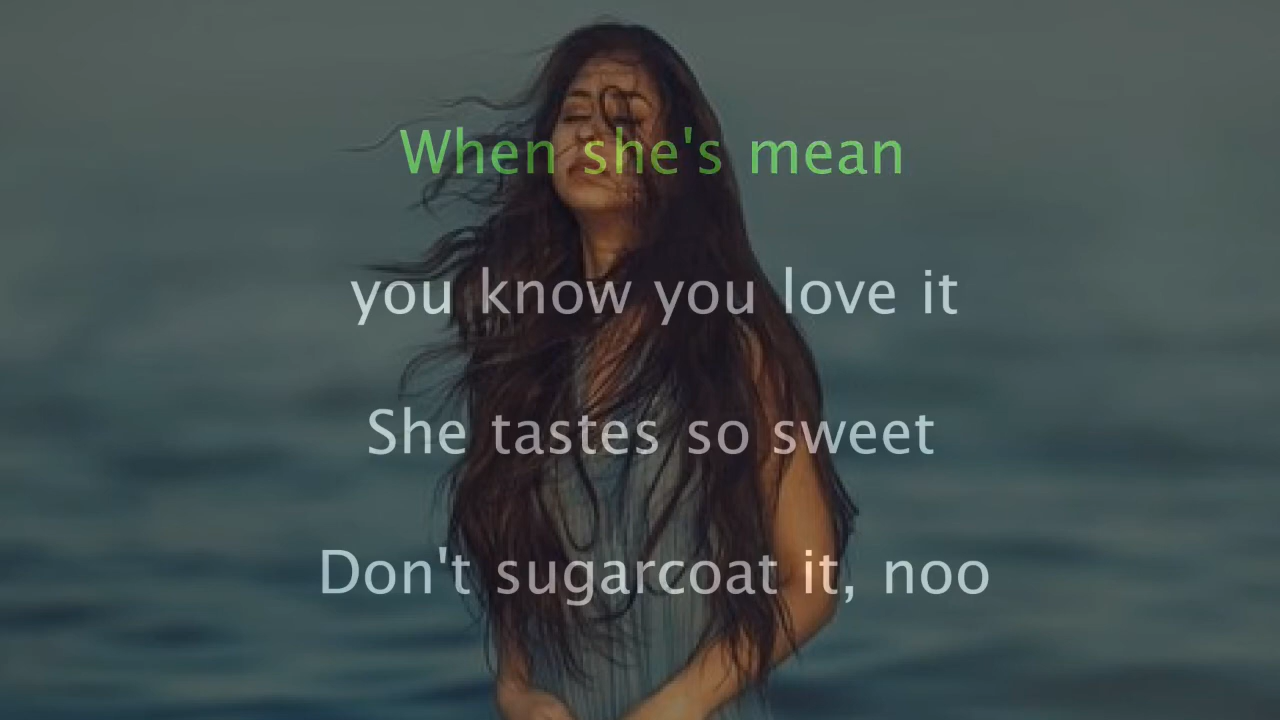 When she's mean
you know you love it
She tastes so sweet
Don't sugarcoat it, noo